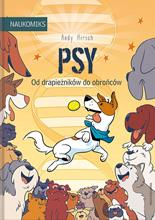 NAUKOMIKS
Andy Hirsch
PSY
Od drapieżników do obrońców